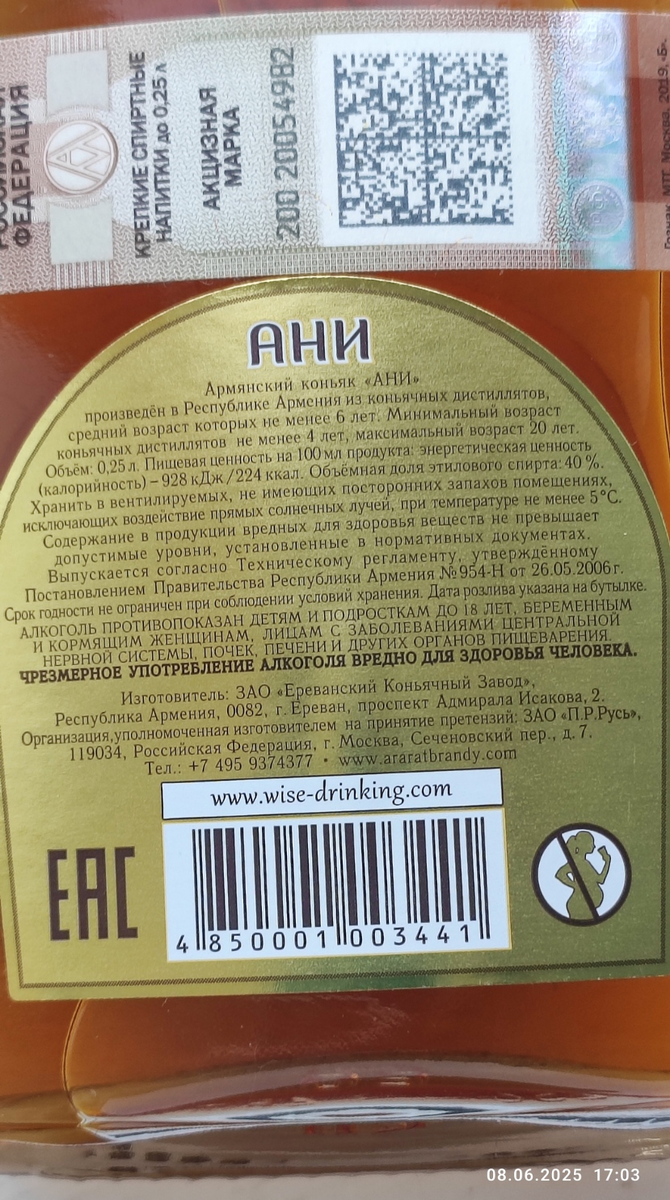 ФЕДЕРАЦИЯ
КРЕПКИЕ СПИРТНЫЕ
НАПИТКИ до 0,25 л
АКЦИЗНАЯ
МАРКА
200 20054982
АНИ
Армянский коньяк «АНИ»
произведён в Республике Армения из коньячных дистиллятов,
средний возраст которых не менее 6 лет. Минимальный возраст
коньячных дистиллятов не менее 4 лет, максимальный возраст 20 лет.
Объём: 0,25 л. Пищевая ценность на 100 мл продукта: энергетическая ценность
(калорийность) – 928 кДж/224 ккал. Объёмная доля этилового спирта: 40 %.
Хранить в вентилируемых, не имеющих посторонних запахов помещениях,
исключающих воздействие прямых солнечных лучей, при температуре не менее 5°С.
Содержание в продукции вредных для здоровья веществ не превышает
допустимые уровни, установленные в нормативных документах.
Выпускается согласно Техническому регламенту, утверждённому
Постановлением Правительства Республики Армения №954-Н от 26.05.2006г.
Срок годности не ограничен при соблюдении условий хранения. Дата розлива указана на бутылке.
АЛКОГОЛЬ ПРОТИВОПОКАЗАН ДЕТЯМ И ПОДРОСТКАМ ДО 18 ЛЕТ, БЕРЕМЕННЫМ
И КОРМЯЩИМ ЖЕНЩИНАМ, ЛИЦАМ С ЗАБОЛЕВАНИЯМИ ЦЕНТРАЛЬНОЙ
НЕРВНОЙ СИСТЕМЫ, ПОЧЕК, ПЕЧЕНИ И ДРУГИХ ОРГАНОВ ПИЩЕВАРЕНИЯ.
ЧРЕЗМЕРНОЕ УПОТРЕБЛЕНИЕ АЛКОГОЛЯ ВРЕДНО ДЛЯ ЗДОРОВЬЯ ЧЕЛОВЕКА.
Изготовитель: ЗАО «Ереванский Коньячный Завод»,
Республика Армения, 0082, г. Ереван, проспект Адмирала Исакова, 2.
Организация,уполномоченная изготовителем на принятие претензий: ЗАО «П.Р.Русь»,
119034, Российская Федерация, г. Москва, Сеченовский пер., д. 7.
Тел.: +7 495 9374377 • www.araratbrandy.com
www.wise-drinking.com
EAC
4 850001 003441
08.06.2025 17:03